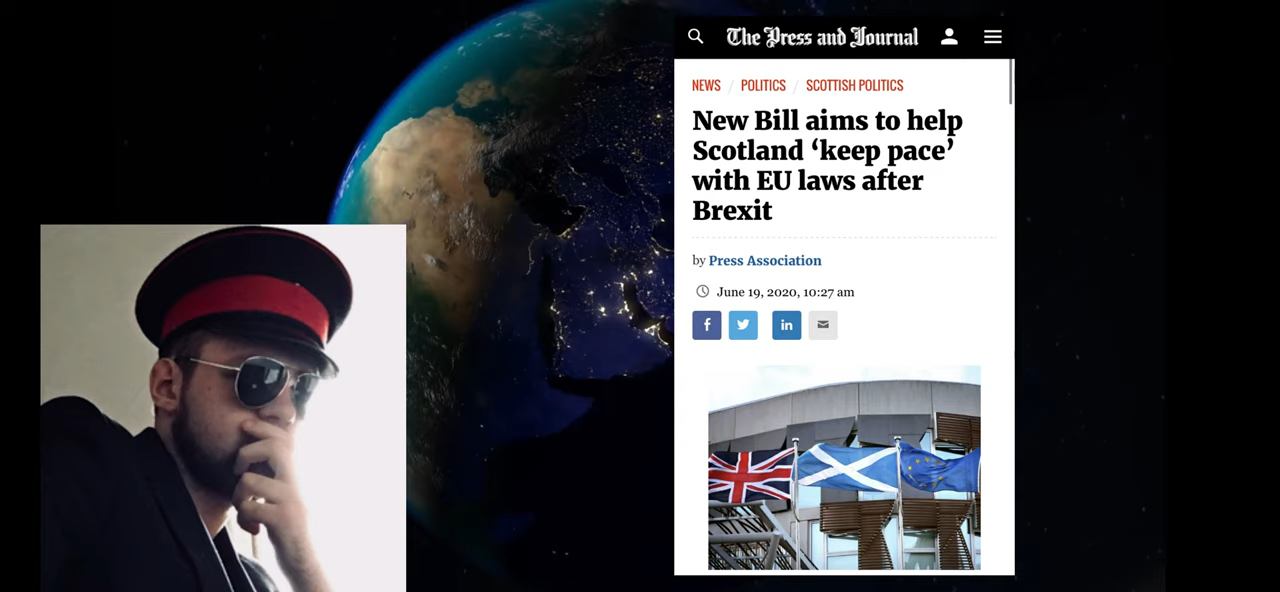 The Press and Journal
NEWS / POLITICS / SCOTTISH POLITICS
New Bill aims to help
Scotland ‘keep pace’
with EU laws after
Brexit
by Press Association
June 19, 2020, 10:27 am
f in